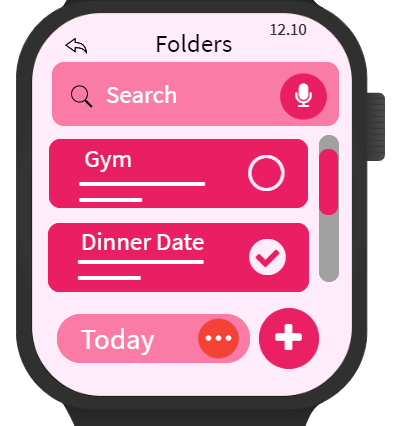 12.10
Folders
Search
Gym
Dinner Date
Today